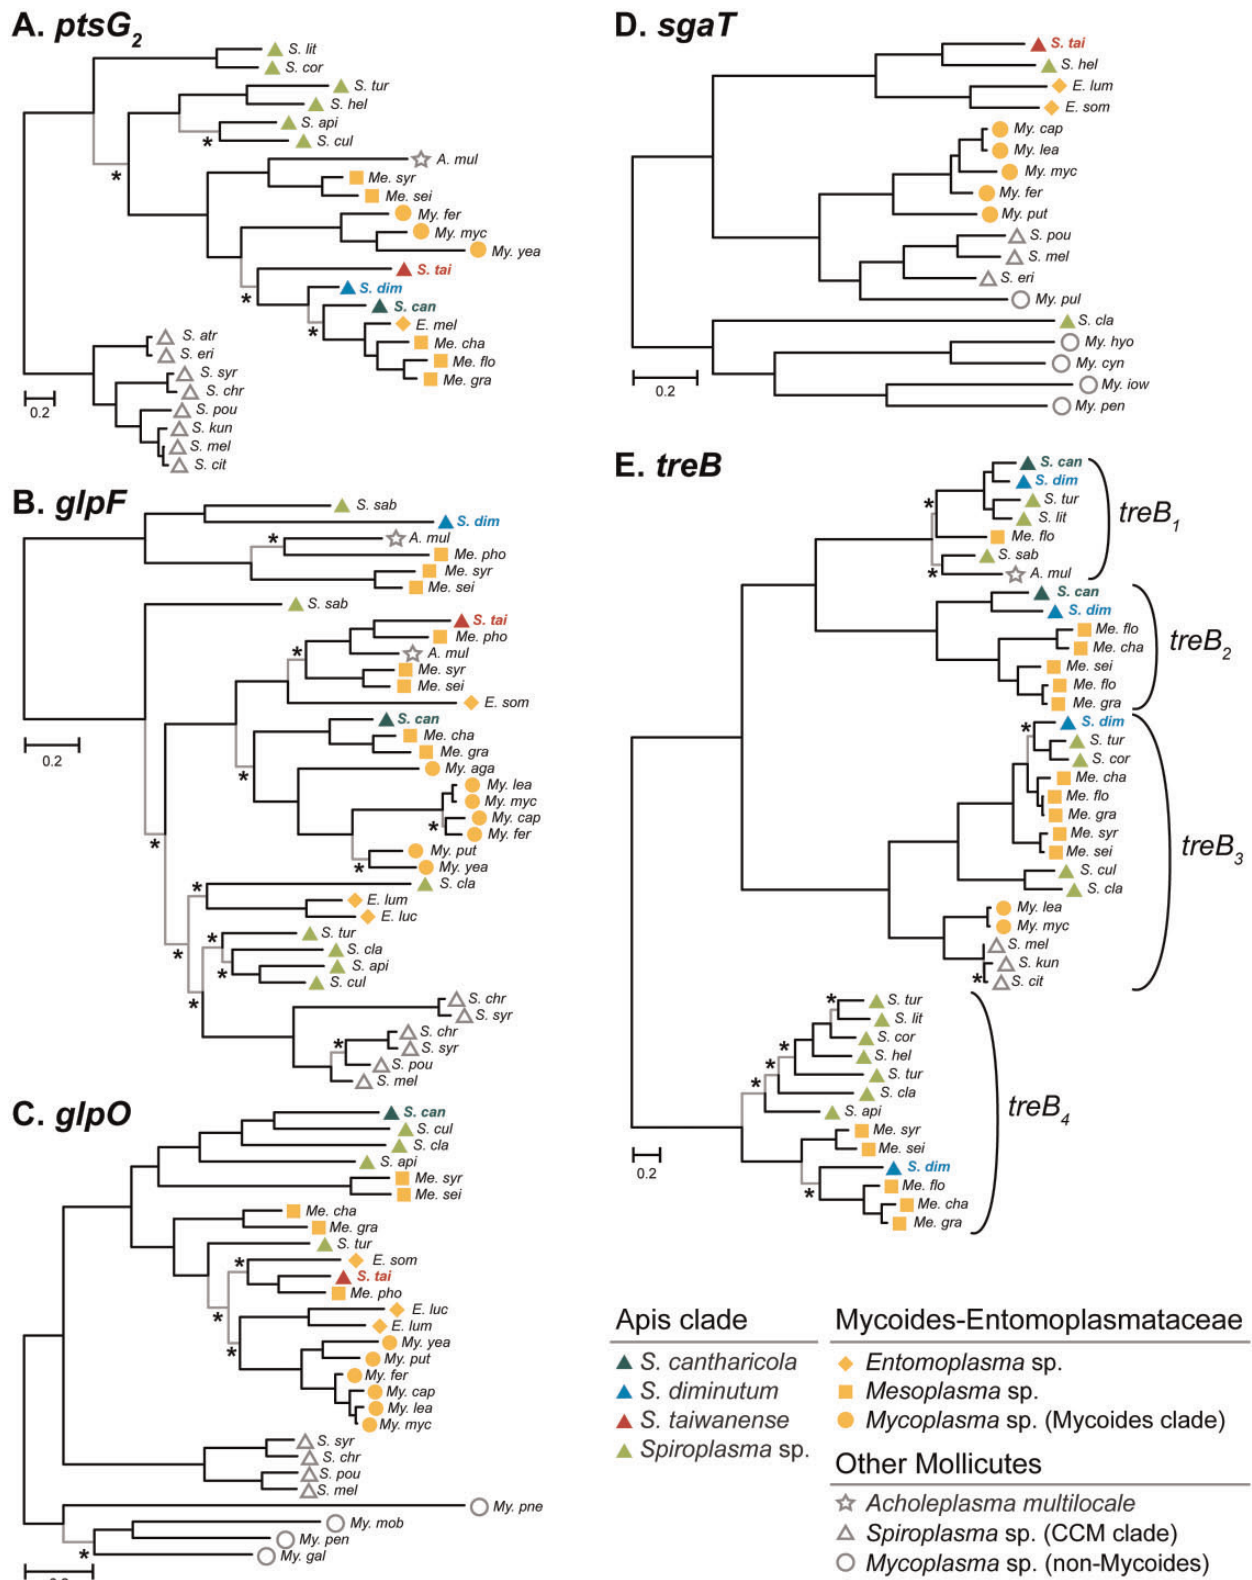 A. ptsG2
S. lit
S. cor
S. tur
S. hel
S. api
* S. cul
*
A. mul
Me. syr
Me. sei
My. fer
My. myc
My. yea
S. tai
*
S. dim
S. can
* E. mel
Me. cha
Me. flo
Me. gra
S. atr
S. eri
S. syr
S. chr
S. pou
S. kun
S. mel
S. cit
0.2
B. glpF
S. sab
S. dim
* A. mul
Me. pho
Me. syr
Me. sei
S. sab
S. tai
Me. pho
* A. mul
Me. syr
Me. sei
E. som
S. can
Me. cha
Me. gra
*
My. aga
My. lea
My. myc
My. cap
* My. fer
My. put
* My. yea
*
S. cla
*
E. lum
E. luc
S. tur
*
S. cla
*
S. api
*
S. cul
*
S. chr
S. syr
S. chr
* S. syr
S. pou
S. mel
0.2
C. glpO
S. can
S. cul
S. cla
S. api
Me. syr
Me. sei
Me. cha
Me. gra
S. tur
* E. som
S. tai
Me. pho
*
E. luc
E. lum
*
My. yea
My. put
My. fer
My. cap
My. lea
My. myc
S. syr
S. chr
S. pou
S. mel
My. pne
My. mob
My. pen
* My. gal
D. sgaT
S. tai
S. hel
E. lum
E. som
My. cap
My. lea
My. myc
My. fer
My. put
S. pou
S. mel
S. eri
My. pul
S. cla
My. hyo
My. cyn
My. iow
My. pen
0.2
E. treB
S. can
S. dim
* S. tur
S. lit
Me. flo
S. sab
* A. mul
treB1
S. can
S. dim
Me. flo
Me. cha
Me. sei
Me. flo
Me. gra
treB2
* S. dim
S. tur
S. cor
Me. cha
Me. flo
Me. gra
Me. syr
Me. sei
S. cul
S. cla
My. lea
My. myc
S. mel
S. kun
* S. cit
treB3
* S. tur
S. lit
S. cor
* S. hel
* S. tur
* S. cla
S. api
Me. syr
Me. sei
S. dim
* Me. flo
Me. cha
Me. gra
treB4
0.2
Apis clade
S. cantharicola
S. diminutum
S. taiwanense
Spiroplasma sp.
Mycoides-Entomoplasmataceae
Entomoplasma sp.
Mesoplasma sp.
Mycoplasma sp. (Mycoides clade)
Other Mollicutes
Acholeplasma multilocale
Spiroplasma sp. (CCM clade)
Mycoplasma sp. (non-Mycoides)